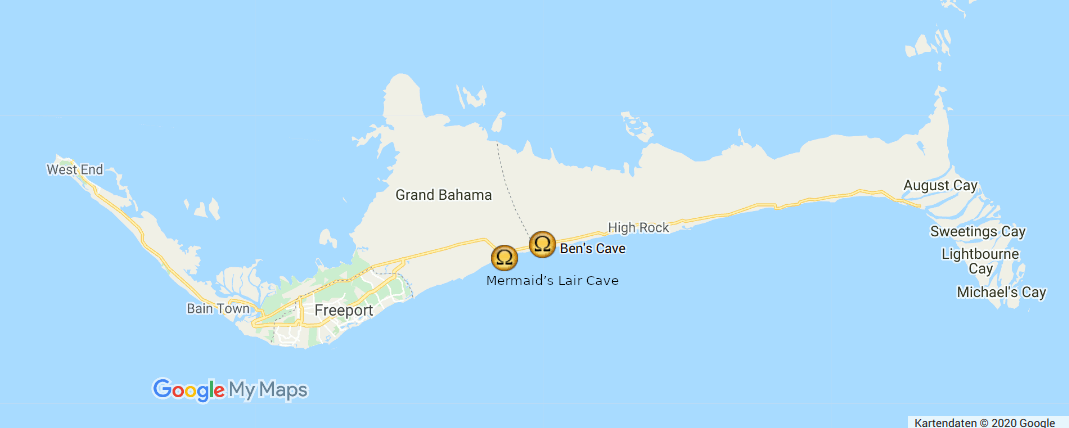 West End
August Cay
Grand Bahama
High Rock
Sweetings Cay
Ω
Ben's Cave
Ω
Lightbourne
Cay
Mermaid's Lair Cave
Michael's Cay
Bain Town
Freeport
Google My Maps
Kartendaten © 2020 Google